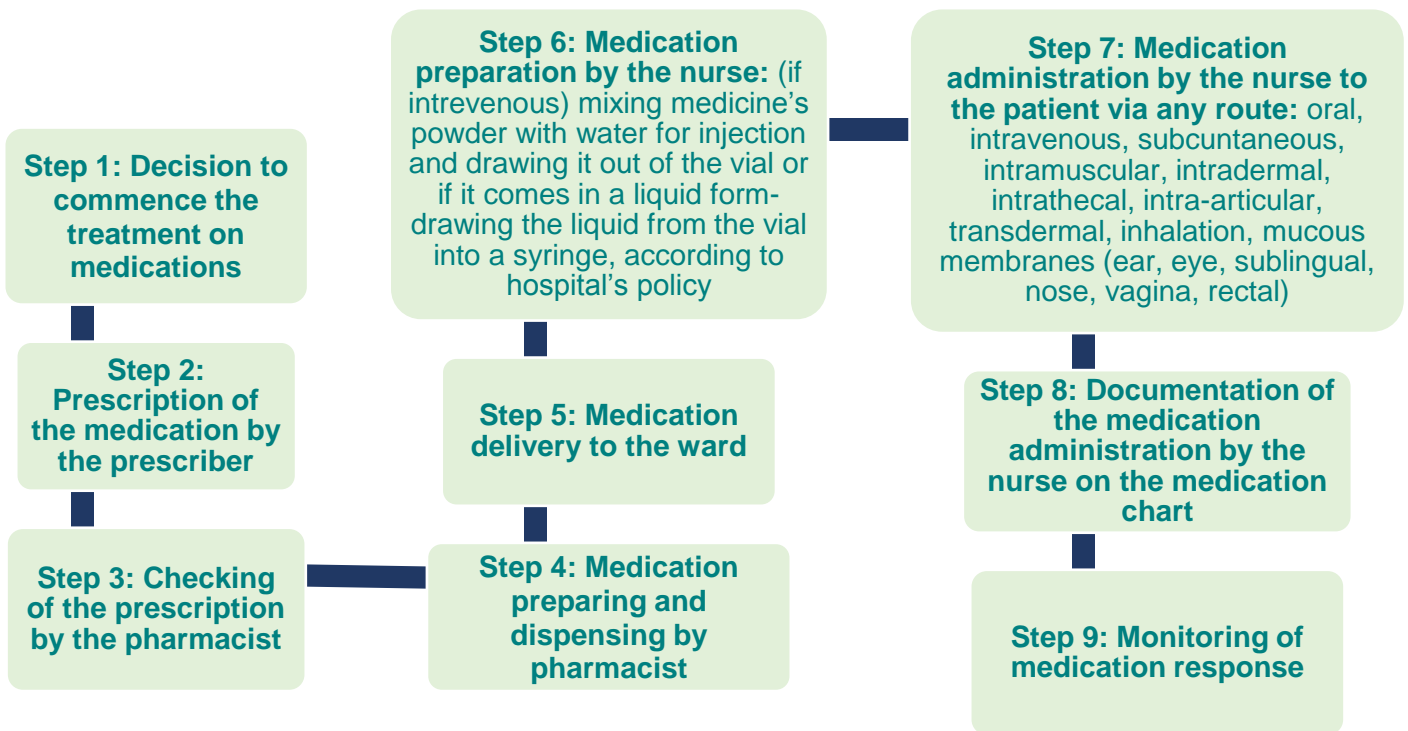 Step 1: Decision to
commence the
treatment on
medications
Step 2:
Prescription of
the medication by
the prescriber
Step 3: Checking
of the prescription
by the pharmacist
Step 4: Medication
preparing and
dispensing by
pharmacist
Step 5: Medication
delivery to the ward
Step 6: Medication
preparation by the nurse: (if
intrevenous) mixing medicine’s
powder with water for injection
and drawing it out of the vial or
if it comes in a liquid form-
drawing the liquid from the vial
into a syringe, according to
hospital’s policy
Step 7: Medication
administration by the nurse to
the patient via any route: oral,
intravenous, subcuntaneous,
intramuscular, intradermal,
intrathecal, intra-articular,
transdermal, inhalation, mucous
membranes (ear, eye, sublingual,
nose, vagina, rectal)
Step 8: Documentation of
the medication
administration by the
nurse on the medication
chart
Step 9: Monitoring of
medication response